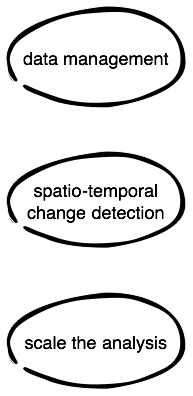 data management
spatio-temporal
change detection
scale the analysis